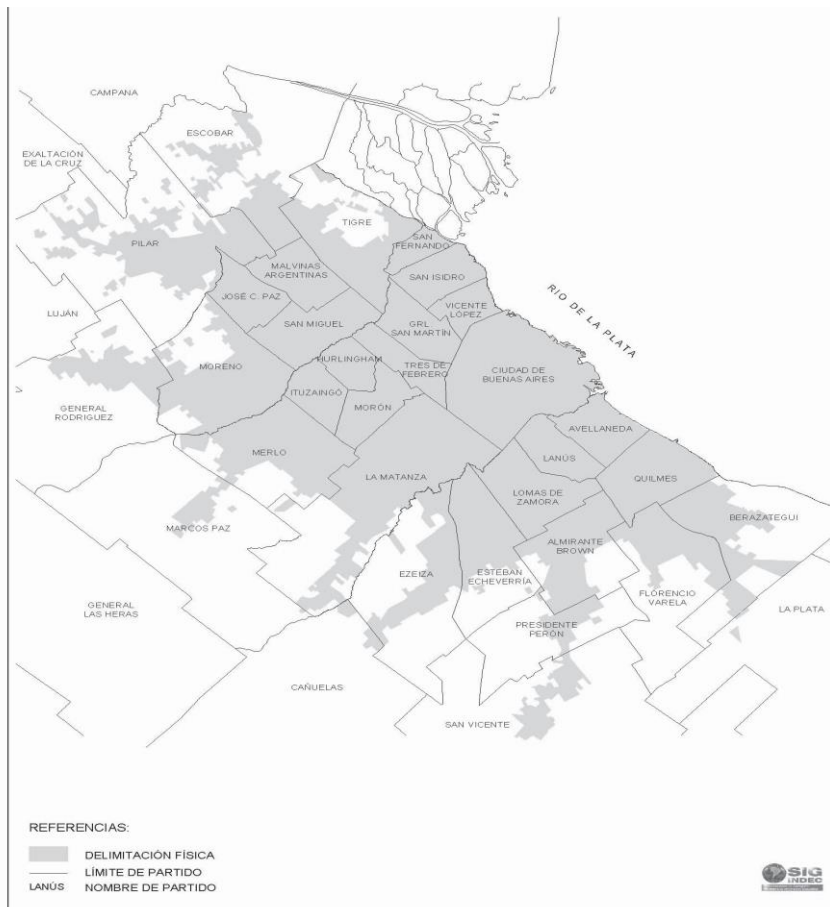 CAMPANA
ESCOBAR
EXALTACIÓN
DE LA CRUZ
TIGRE
PILAR
SAN
FERNANDO
MALVINAS
ARGENTINAS
SAN ISIDRO
RIO DE LA PLATA
JOSÉ C. PAZ
VICENTE
LÓPEZ
LUJÁN
SAN MIGUEL
GRL
SAN MARTÍN
HURLINGHAM
MORENO
TRES DE
FEBRERO
CIUDAD DE
BUENOS AIRES
ITUZAINGÓ
GENERAL
RODRIGUEZ
MORÓN
AVELLANEDA
MERLO
LANÚS
LA MATANZA
QUILMES
LOMAS DE
ZAMORA
BERAZATEGUI
MARCOS PAZ
ALMIRANTE
BROWN
EZEIZA
ESTEBAN
ECHEVERRÍA
FLORENCIO
VARELA
GENERAL
LAS HERAS
LA PLATA
PRESIDENTE
PERÓN
CAÑUELAS
SAN VICENTE
REFERENCIAS:
DELIMITACIÓN FÍSICA
LÍMITE DE PARTIDO
LANÚS NOMBRE DE PARTIDO
SIG
INDEC